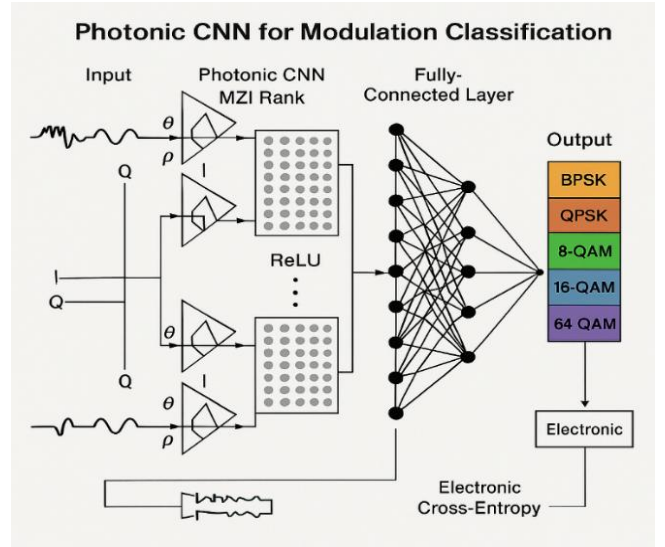 Photonic CNN for Modulation Classification
Input
Photonic CNN
MZI Rank
Fully-
Connected Layer
Output
θ
ρ
Q
I
I
Q
θ
I
θ
ρ
Q
ReLU
BPSK
QPSK
8-QAM
16-QAM
64 QAM
Electronic
Electronic
Cross-Entropy